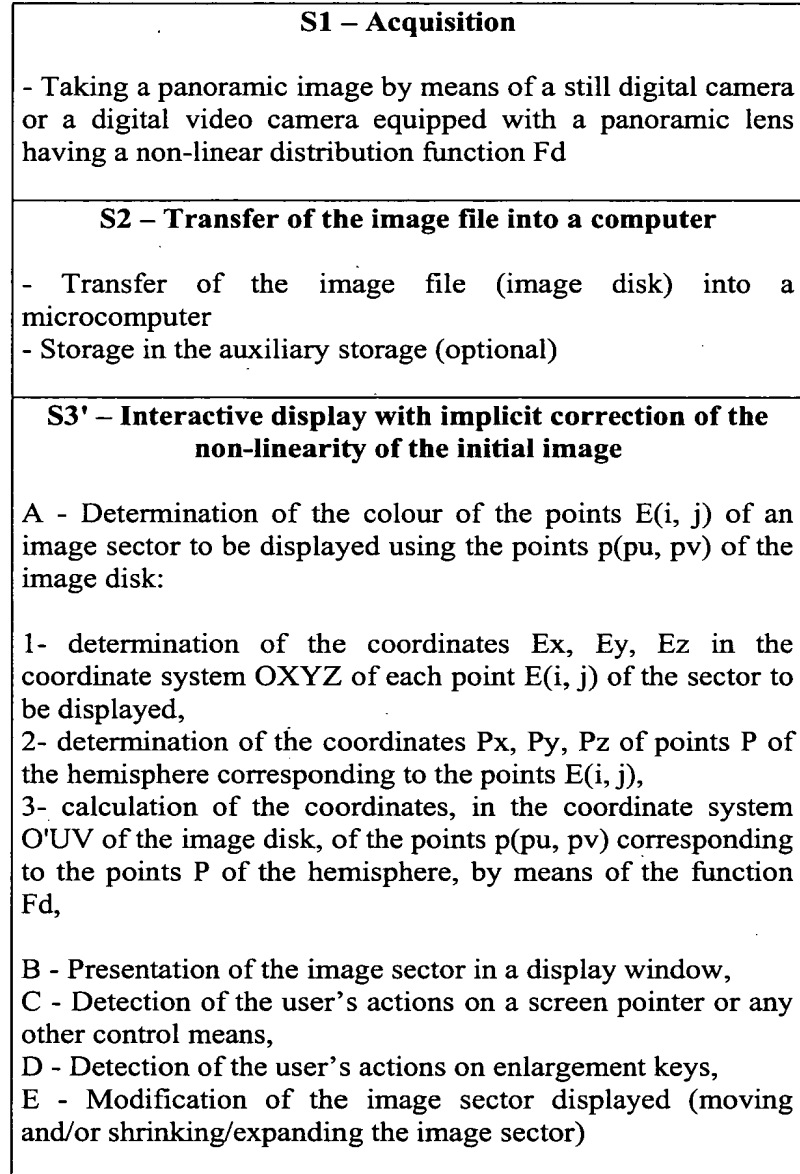 S1 – Acquisition
- Taking a panoramic image by means of a still digital camera
or a digital video camera equipped with a panoramic lens
having a non-linear distribution function Fd
S2 – Transfer of the image file into a computer
- Transfer of the image file (image disk) into a
microcomputer
- Storage in the auxiliary storage (optional)
S3' – Interactive display with implicit correction of the
non-linearity of the initial image
A - Determination of the colour of the points E(i, j) of an
image sector to be displayed using the points p(pu, pv) of the
image disk:
1- determination of the coordinates Ex, Ey, Ez in the
coordinate system OXYZ of each point E(i, j) of the sector to
be displayed,
2- determination of the coordinates Px, Py, Pz of points P of
the hemisphere corresponding to the points E(i, j),
3- calculation of the coordinates, in the coordinate system
O'UV of the image disk, of the points p(pu, pv) corresponding
to the points P of the hemisphere, by means of the function
Fd,
B - Presentation of the image sector in a display window,
C - Detection of the user's actions on a screen pointer or any
other control means,
D - Detection of the user's actions on enlargement keys,
E - Modification of the image sector displayed (moving
and/or shrinking/expanding the image sector)